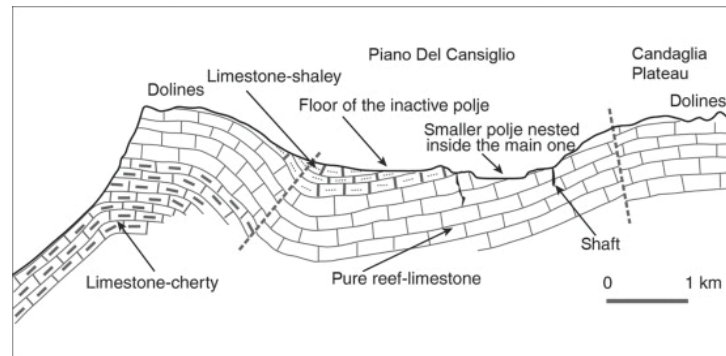 Piano Del Cansiglio
Candaglia
Plateau
Limestone-shaley
Dolines
Dolines
Floor of the inactive polje
Smaller polje nested
inside the main one
Shaft
Limestone-cherty
Pure reef-limestone
0 1 km